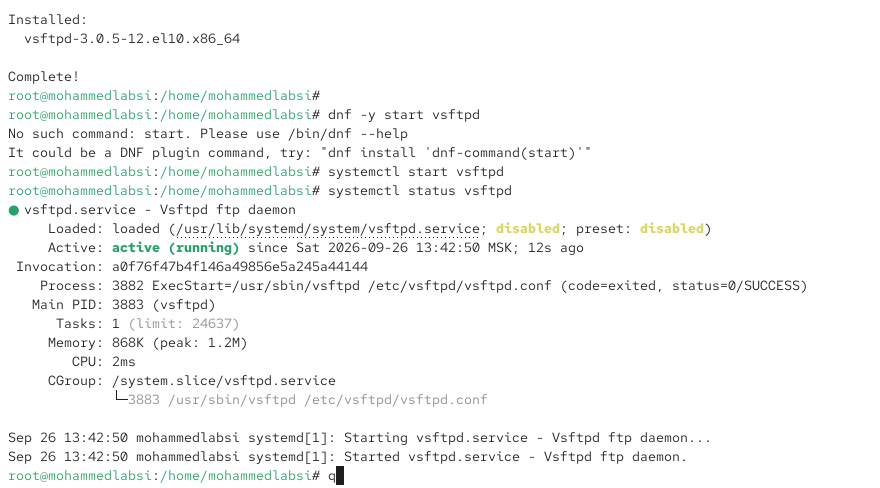 Installed:
  vsftpd-3.0.5-12.el10.x86_64

Complete!
root@mohammedlabsi:/home/mohammedlabsi#
root@mohammedlabsi:/home/mohammedlabsi# dnf -y start vsftpd
No such command: start. Please use /bin/dnf --help
It could be a DNF plugin command, try: "dnf install 'dnf-command(start)'"
root@mohammedlabsi:/home/mohammedlabsi# systemctl start vsftpd
root@mohammedlabsi:/home/mohammedlabsi# systemctl status vsftpd
● vsftpd.service - Vsftpd ftp daemon
     Loaded: loaded (/usr/lib/systemd/system/vsftpd.service; disabled; preset: disabled)
     Active: active (running) since Sat 2026-09-26 13:42:50 MSK; 12s ago
 Invocation: a0f76f47b4f146a49856e5a245a44144
    Process: 3882 ExecStart=/usr/sbin/vsftpd /etc/vsftpd/vsftpd.conf (code=exited, status=0/SUCCESS)
   Main PID: 3883 (vsftpd)
      Tasks: 1 (limit: 24637)
     Memory: 868K (peak: 1.2M)
        CPU: 2ms
     CGroup: /system.slice/vsftpd.service
             └─3883 /usr/sbin/vsftpd /etc/vsftpd/vsftpd.conf

Sep 26 13:42:50 mohammedlabsi systemd[1]: Starting vsftpd.service - Vsftpd ftp daemon...
Sep 26 13:42:50 mohammedlabsi systemd[1]: Started vsftpd.service - Vsftpd ftp daemon.
root@mohammedlabsi:/home/mohammedlabsi# q